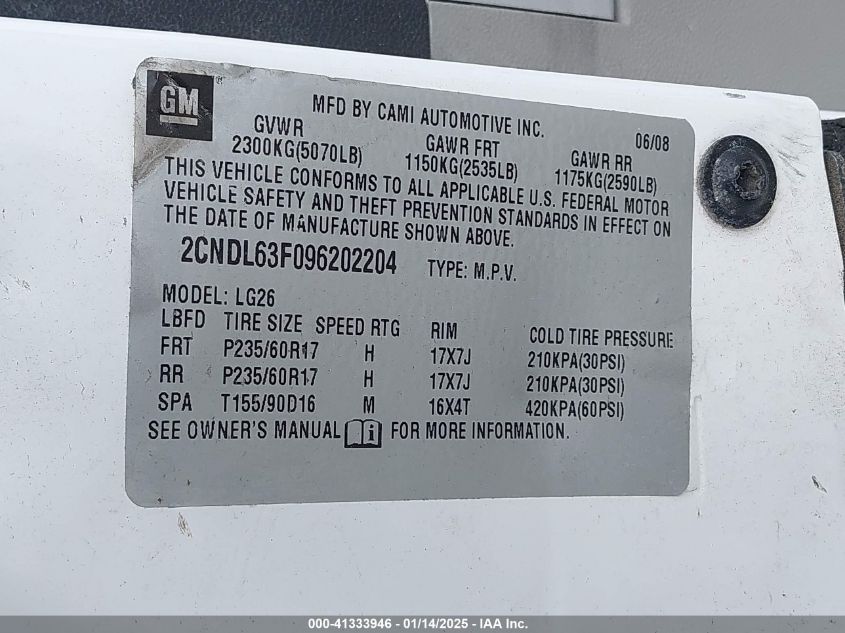 GM
MFD BY CAMI AUTOMOTIVE INC. 06/08
GVWR GAWR FRT GAWR RR
2300KG(5070LB) 1150KG(2535LB) 1175KG(2590LB)
THIS VEHICLE CONFORMS TO ALL APPLICABLE U.S. FEDERAL MOTOR
VEHICLE SAFETY AND THEFT PREVENTION STANDARDS IN EFFECT ON
THE DATE OF MANUFACTURE SHOWN ABOVE.
2CNDL63F096202204 TYPE: M.P.V.
MODEL: LG26
LBFD TIRE SIZE SPEED RTG RIM COLD TIRE PRESSURE
FRT P235/60R17 H 17X7J 210KPA(30PSI)
RR P235/60R17 H 17X7J 210KPA(30PSI)
SPA T155/90D16 M 16X4T 420KPA(60PSI)
SEE OWNER'S MANUAL i FOR MORE INFORMATION.
000-41333946 - 01/14/2025 - IAA Inc.